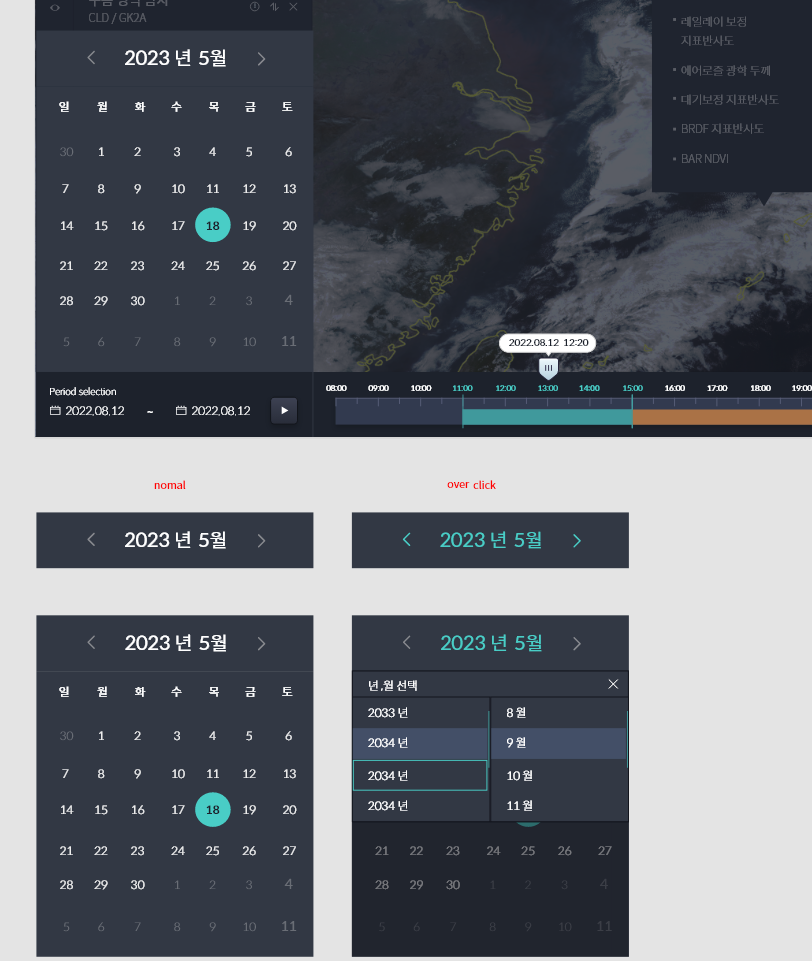 CLD / GK2A
2023 년 5월
일 월 화 수 목 금 토
30 1 2 3 4 5 6
7 8 9 10 11 12 13
14 15 16 17 18 19 20
21 22 23 24 25 26 27
28 29 30 1 2 3 4
5 6 7 8 9 10 11
Period selection
2022.08.12 ~ 2022.08.12
• 레일레이 보정
지표반사도
• 에어로졸 광학 두께
• 대기보정 지표반사도
• BRDF 지표반사도
• BAR NDVI
2022.08.12 12:20
08:00 09:00 10:00 11:00 12:00 13:00 14:00 15:00 16:00 17:00 18:00 19:00
nomal
over click
2023 년 5월
2023 년 5월
2023 년 5월
일 월 화 수 목 금 토
30 1 2 3 4 5 6
7 8 9 10 11 12 13
14 15 16 17 18 19 20
21 22 23 24 25 26 27
28 29 30 1 2 3 4
5 6 7 8 9 10 11
2023 년 5월
년,월 선택
2033 년 8 월
2034 년 9 월
2034 년 10 월
2034 년 11 월
21 22 23 24 25 26 27
28 29 30 1 2 3 4
5 6 7 8 9 10 11